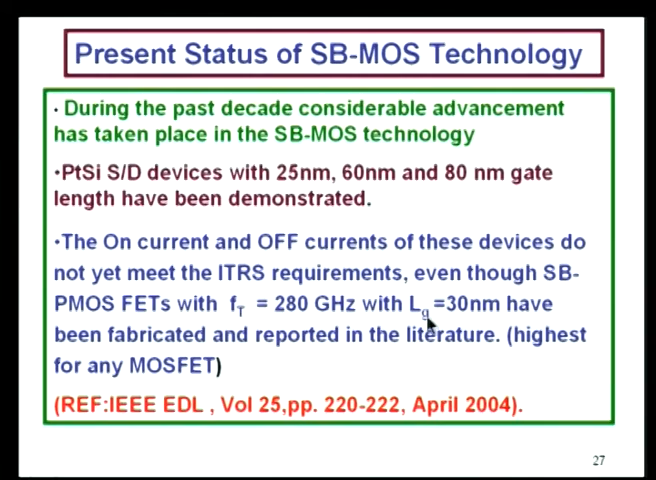 Present Status of SB-MOS Technology
· During the past decade considerable advancement
has taken place in the SB-MOS technology
·PtSi S/D devices with 25nm, 60nm and 80 nm gate
length have been demonstrated.
·The On current and OFF currents of these devices do
not yet meet the ITRS requirements, even though SB-
PMOS FETs with fT = 280 GHz with Lg =30nm have
been fabricated and reported in the literature. (highest
for any MOSFET)
(REF:IEEE EDL , Vol 25,pp. 220-222, April 2004).
27